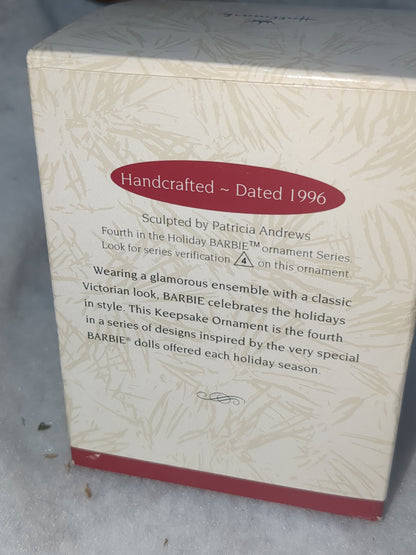 Hallmark
Handcrafted ~ Dated 1996
Sculpted by Patricia Andrews
Fourth in the Holiday BARBIE™ ornament Series.
Look for series verification 4 on this ornament.
Wearing a glamorous ensemble with a classic
Victorian look, BARBIE celebrates the holidays
in style. This Keepsake Ornament is the fourth
in a series of designs inspired by the very special
BARBIE® dolls offered each holiday season.